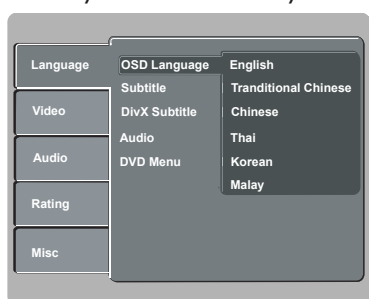 Language
Video
Audio
Rating
Misc
OSD Language
Subtitle
DivX Subtitle
Audio
DVD Menu
English
Tranditional Chinese
Chinese
Thai
Korean
Malay